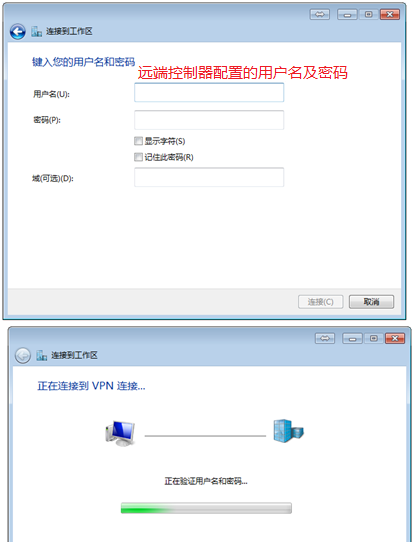 连接到工作区
键入您的用户名和密码
远端控制器配置的用户名及密码
用户名(U):
密码(P):
显示字符(S)
记住此密码(R)
域(可选)(D):
连接(C)
取消
连接到工作区
正在连接到 VPN 连接...
正在验证用户名和密码...